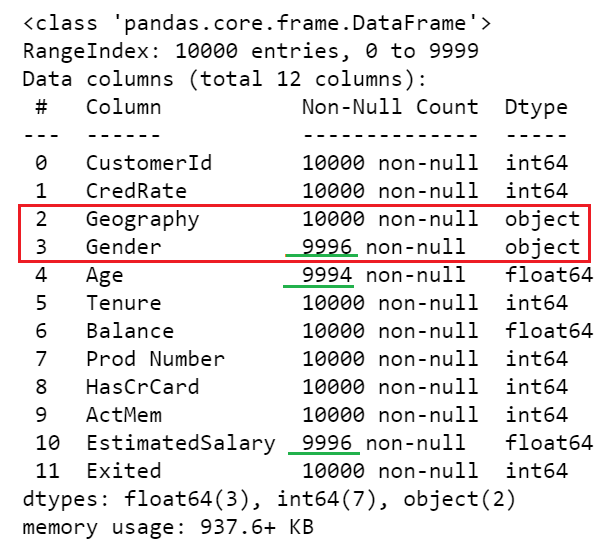 <class 'pandas.core.frame.DataFrame'>
RangeIndex: 10000 entries, 0 to 9999
Data columns (total 12 columns):
 #   Column           Non-Null Count  Dtype
---  ------           --------------  -----
 0   CustomerId       10000 non-null  int64
 1   CredRate         10000 non-null  int64
 2   Geography        10000 non-null  object
 3   Gender           9996 non-null   object
 4   Age              9994 non-null   float64
 5   Tenure           10000 non-null  int64
 6   Balance          10000 non-null  float64
 7   Prod Number      10000 non-null  int64
 8   HasCrCard        10000 non-null  int64
 9   ActMem           10000 non-null  int64
 10  EstimatedSalary  9996 non-null   float64
 11  Exited           10000 non-null  int64
dtypes: float64(3), int64(7), object(2)
memory usage: 937.6+ KB